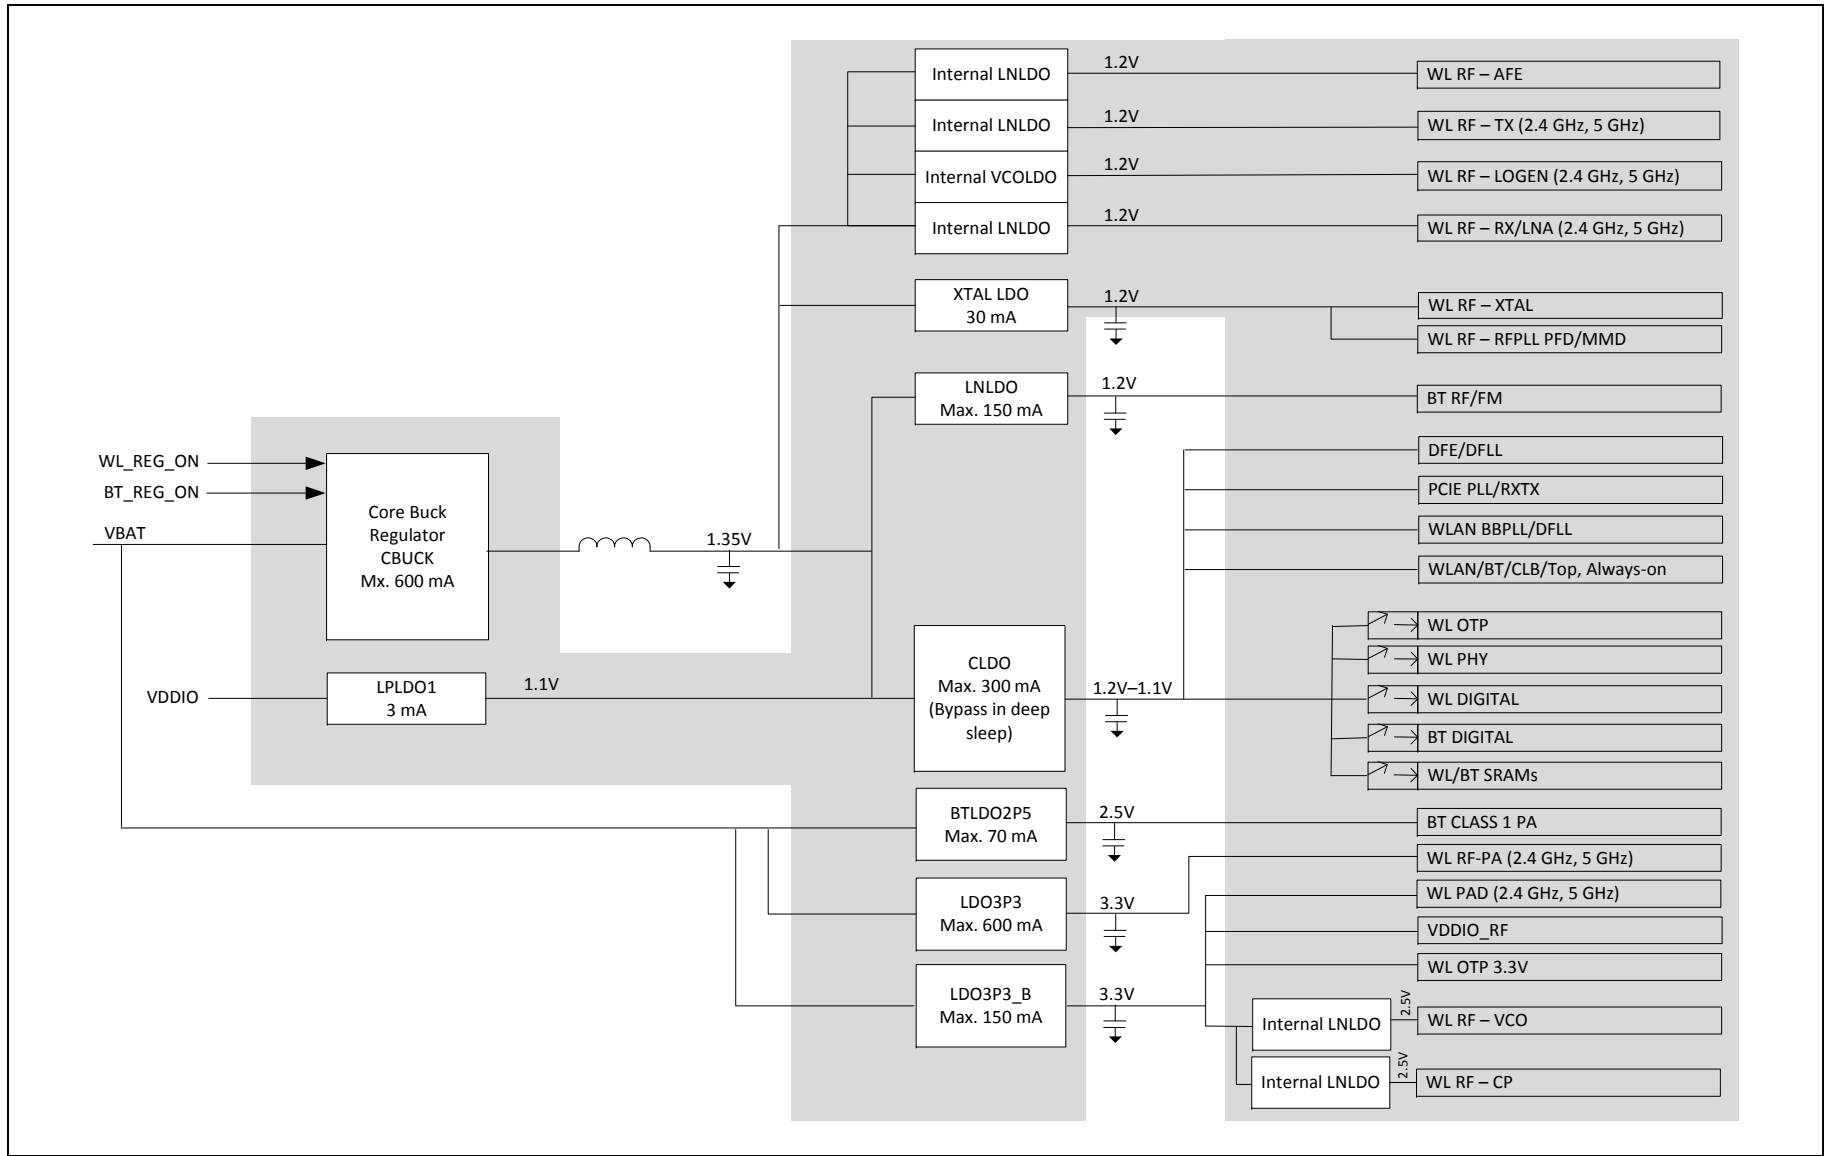 Internal LNLDO
1.2V
WL RF – AFE
Internal LNLDO
1.2V
WL RF – TX (2.4 GHz, 5 GHz)
Internal VCOLDO
1.2V
WL RF – LOGEN (2.4 GHz, 5 GHz)
Internal LNLDO
1.2V
WL RF – RX/LNA (2.4 GHz, 5 GHz)
XTAL LDO
30 mA
1.2V
WL RF – XTAL
WL RF – RFPLL PFD/MMD
LNLDO
Max. 150 mA
1.2V
BT RF/FM
WL_REG_ON
BT_REG_ON
VBAT
Core Buck
Regulator
CBUCK
Mx. 600 mA
1.35V
DFE/DFLL
PCIE PLL/RXTX
WLAN BBPLL/DFLL
WLAN/BT/CLB/Top, Always-on
VDDIO
LPLDO1
3 mA
1.1V
CLDO
Max. 300 mA
(Bypass in deep
sleep)
1.2V–1.1V
WL OTP
WL PHY
WL DIGITAL
BT DIGITAL
WL/BT SRAMs
BTLDO2P5
Max. 70 mA
2.5V
BT CLASS 1 PA
LDO3P3
Max. 600 mA
3.3V
WL RF-PA (2.4 GHz, 5 GHz)
WL PAD (2.4 GHz, 5 GHz)
VDDIO_RF
WL OTP 3.3V
LDO3P3_B
Max. 150 mA
3.3V
Internal LNLDO
2.5V
WL RF – VCO
Internal LNLDO
2.5V
WL RF – CP